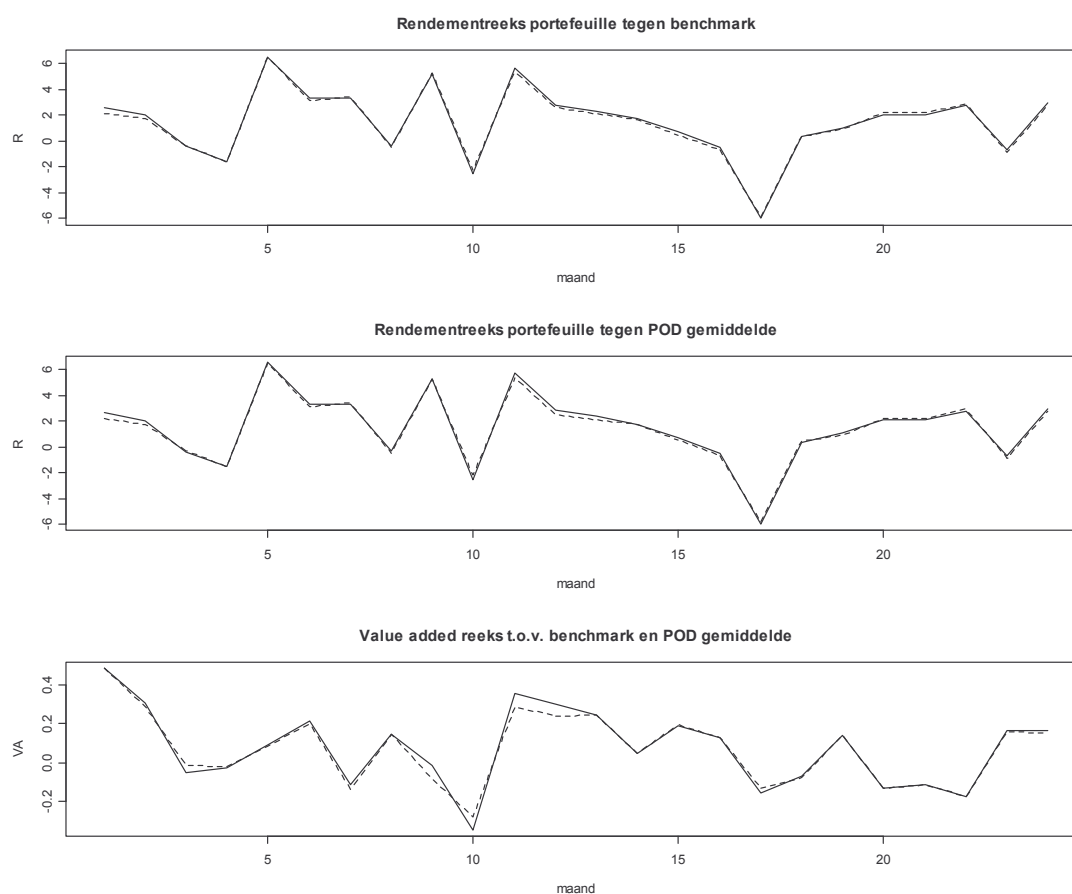 Rendementreeks portefeuille tegen benchmark
R
6
4
2
0
-2
-4
-6
5 10 15 20
maand
Rendementreeks portefeuille tegen POD gemiddelde
R
6
4
2
0
-2
-4
-6
5 10 15 20
maand
Value added reeks t.o.v. benchmark en POD gemiddelde
VA
0.4
0.2
0.0
-0.2
5 10 15 20
maand